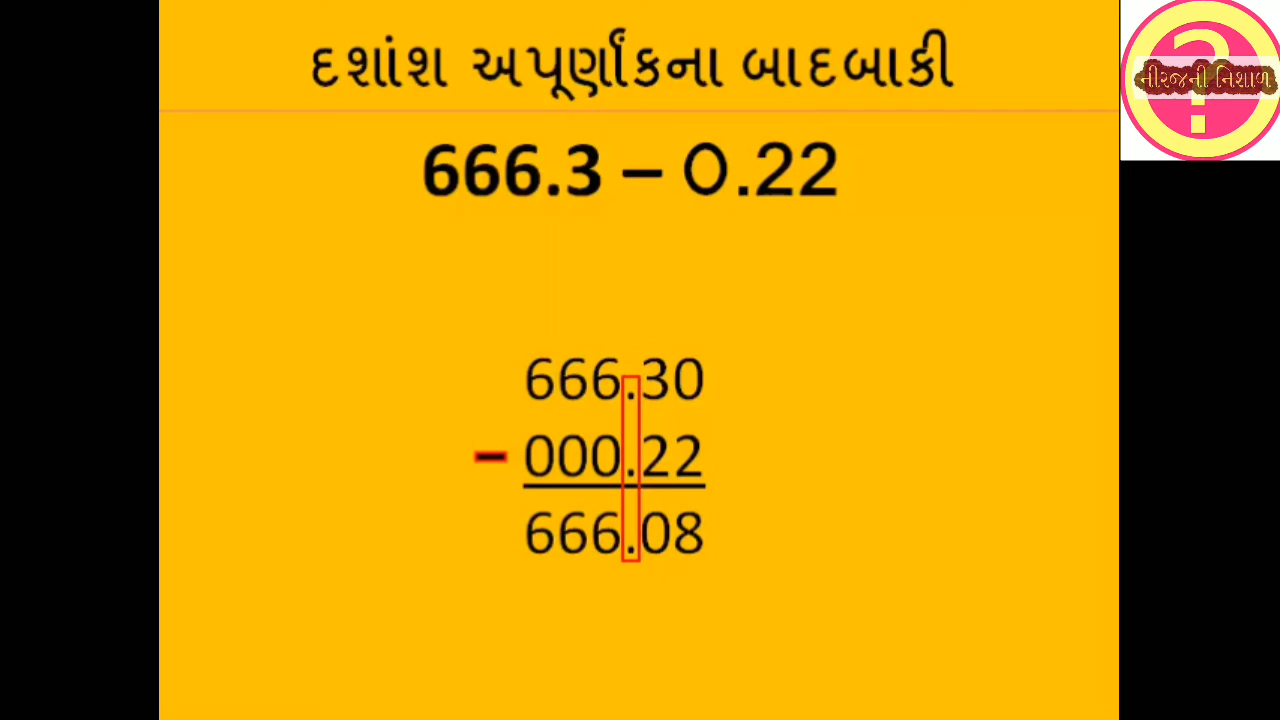 દશાંશ અપૂર્ણાંકના બાદબાકી
?
નીરજની નિશાળ
666.3 – 0.22
666.30
– 000.22
666.08